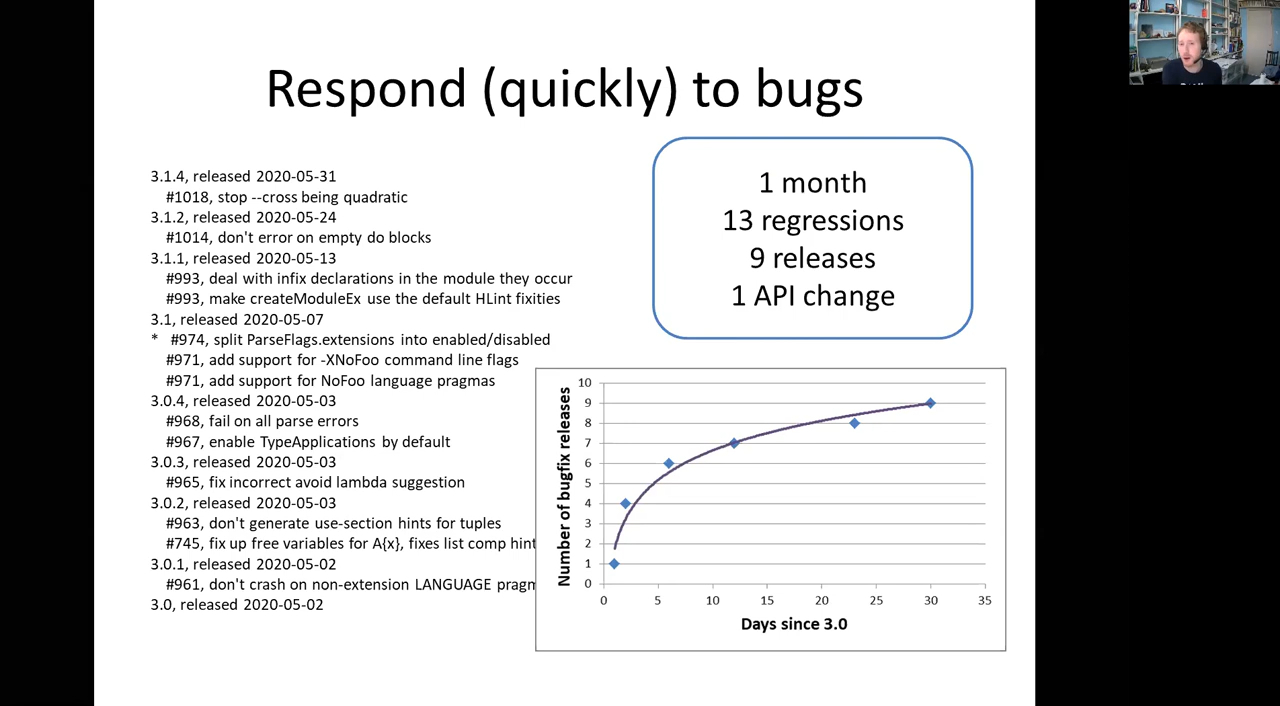 Respond (quickly) to bugs
3.1.4, released 2020-05-31
#1018, stop --cross being quadratic
3.1.2, released 2020-05-24
#1014, don't error on empty do blocks
3.1.1, released 2020-05-13
#993, deal with infix declarations in the module they occur
#993, make createModuleEx use the default HLint fixities
3.1, released 2020-05-07
* #974, split ParseFlags.extensions into enabled/disabled
#971, add support for -XNoFoo command line flags
#971, add support for NoFoo language pragmas
3.0.4, released 2020-05-03
#968, fail on all parse errors
#967, enable TypeApplications by default
3.0.3, released 2020-05-03
#965, fix incorrect avoid lambda suggestion
3.0.2, released 2020-05-03
#963, don't generate use-section hints for tuples
#745, fix up free variables for A{x}, fixes list comp hint
3.0.1, released 2020-05-02
#961, don't crash on non-extension LANGUAGE pragm
3.0, released 2020-05-02
1 month
13 regressions
9 releases
1 API change
Number of bugfix releases
10
9
8
7
6
5
4
3
2
1
0
0 5 10 15 20 25 30 35
Days since 3.0